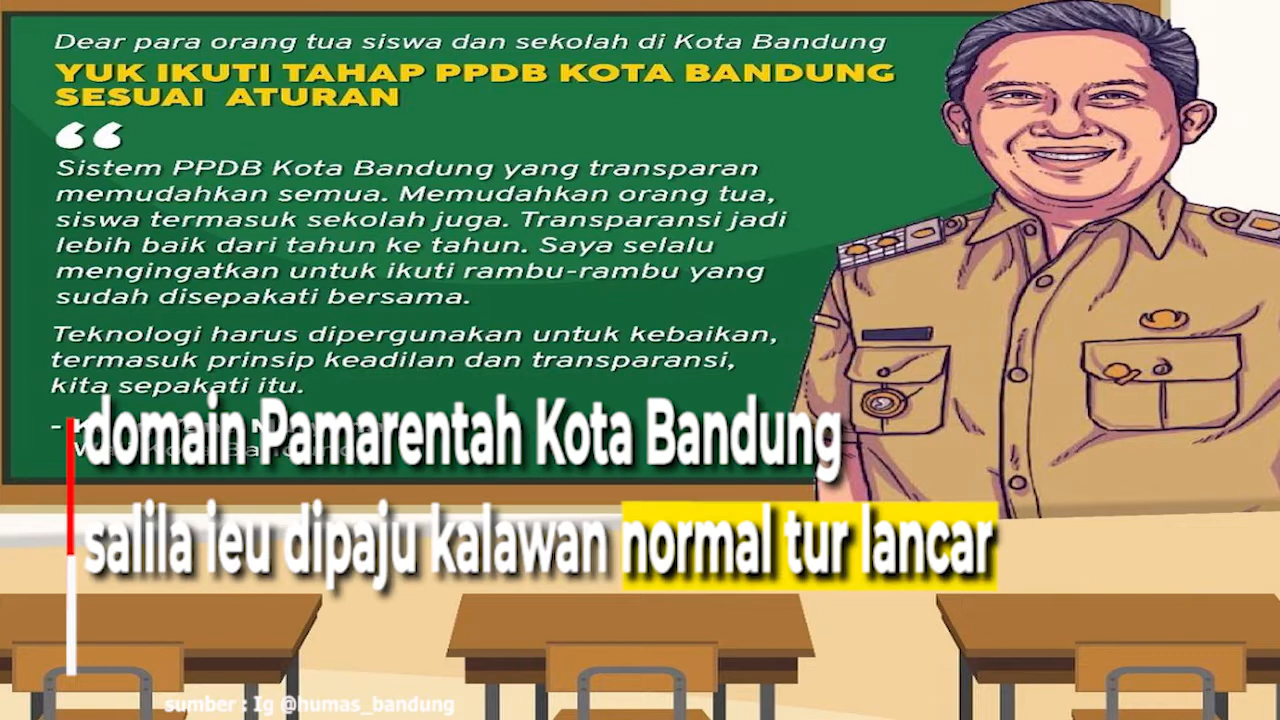 Dear para orang tua siswa dan sekolah di Kota Bandung
YUK IKUTI TAHAP PPDB KOTA BANDUNG
SESUAI ATURAN
“
Sistem PPDB Kota Bandung yang transparan
memudahkan semua. Memudahkan orang tua,
siswa termasuk sekolah juga. Transparansi jadi
lebih baik dari tahun ke tahun. Saya selalu
mengingatkan untuk ikuti rambu-rambu yang
sudah disepakati bersama.
Teknologi harus dipergunakan untuk kebaikan,
termasuk prinsip keadilan dan transparansi,
kita sepakati itu.
domain Pamarentah Kota Bandung
salila ieu dipaju kalawan normal tur lancar
sumber : Ig @humas_bandung